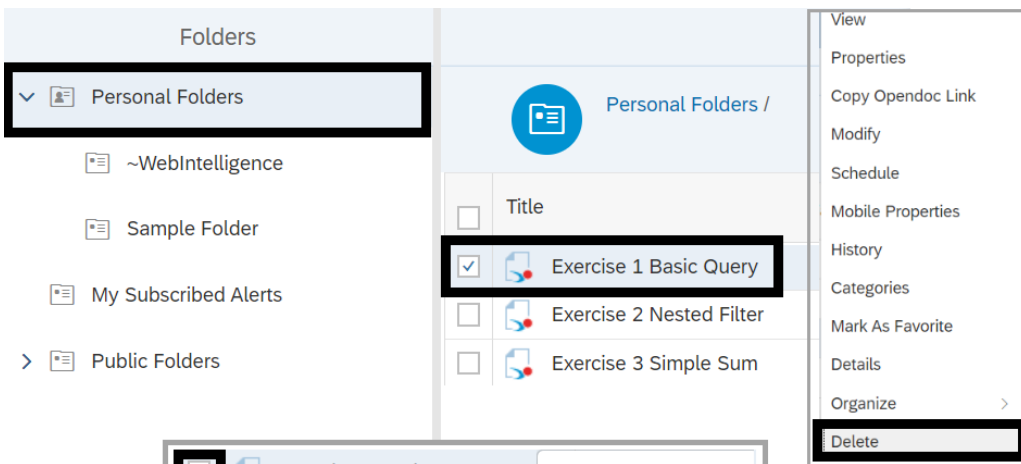 Folders
Personal Folders
~WebIntelligence
Sample Folder
My Subscribed Alerts
Public Folders
Personal Folders /
Title
Exercise 1 Basic Query
Exercise 2 Nested Filter
Exercise 3 Simple Sum
View
Properties
Copy Opendoc Link
Modify
Schedule
Mobile Properties
History
Categories
Mark As Favorite
Details
Organize
Delete